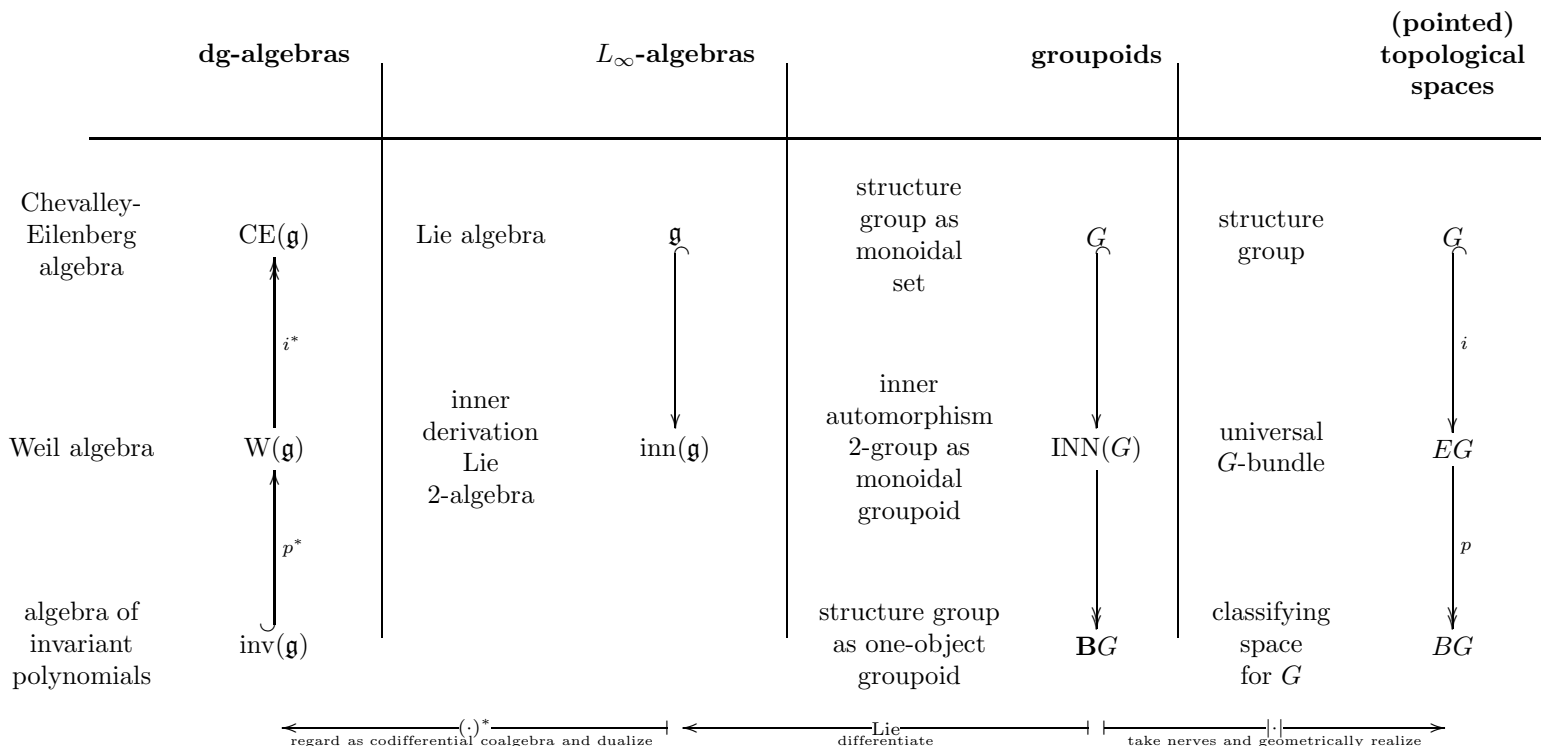 dg-algebras
L∞-algebras
groupoids
(pointed)
topological
spaces
Chevalley-
Eilenberg
algebra
CE(𝔤)
Lie algebra
𝔤
structure
group as
monoidal
set
G
structure
group
G
i*
i
Weil algebra
W(𝔤)
inner
derivation
Lie
2-algebra
inn(𝔤)
inner
automorphism
2-group as
monoidal
groupoid
INN(G)
universal
G-bundle
EG
p*
p
algebra of
invariant
polynomials
inv(𝔤)
structure group
as one-object
groupoid
BG
classifying
space
for G
BG
(·)*
regard as codifferential coalgebra and dualize
Lie
differentiate
|·|
take nerves and geometrically realize